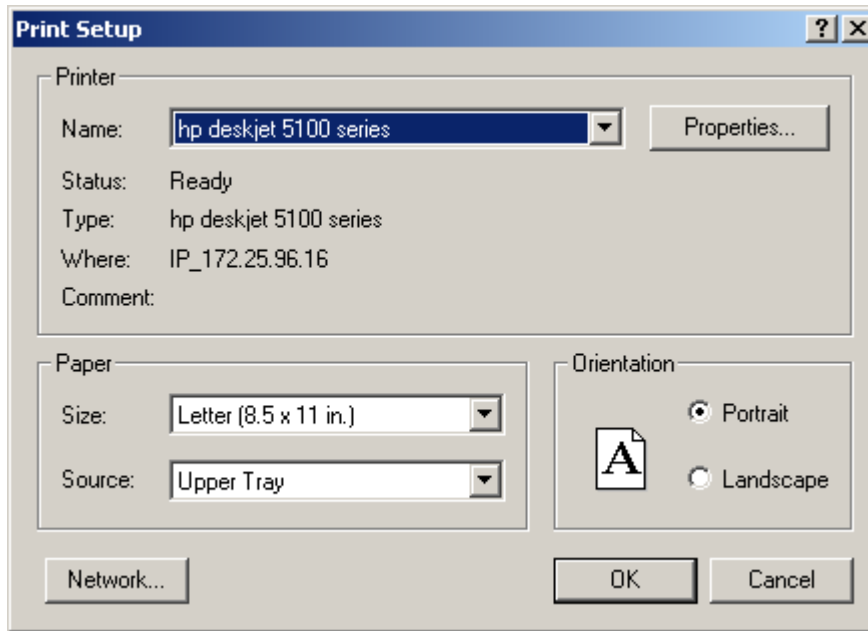 Print Setup
Printer
Name: hp deskjet 5100 series Properties...
Status: Ready
Type: hp deskjet 5100 series
Where: IP_172.25.96.16
Comment:
Paper
Size: Letter (8.5 x 11 in.)
Source: Upper Tray
Orientation
A
Portrait
Landscape
Network... OK Cancel